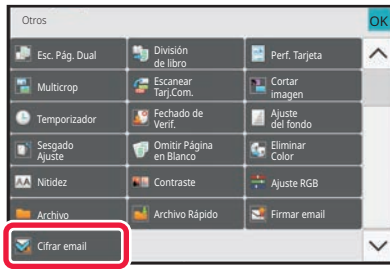 Otros
OK
Esc. Pág. Dual
División
de libro
Perf. Tarjeta
Multicrop
Escanear
Tarj.Com.
Cortar
imagen
Temporizador
Fechado de
Verif.
Ajuste
del fondo
Sesgado
Ajuste
Omitir Página
en Blanco
Eliminar
Color
Nitidez
Contraste
Ajuste RGB
Archivo
Archivo Rápido
Firmar email
Cifrar email